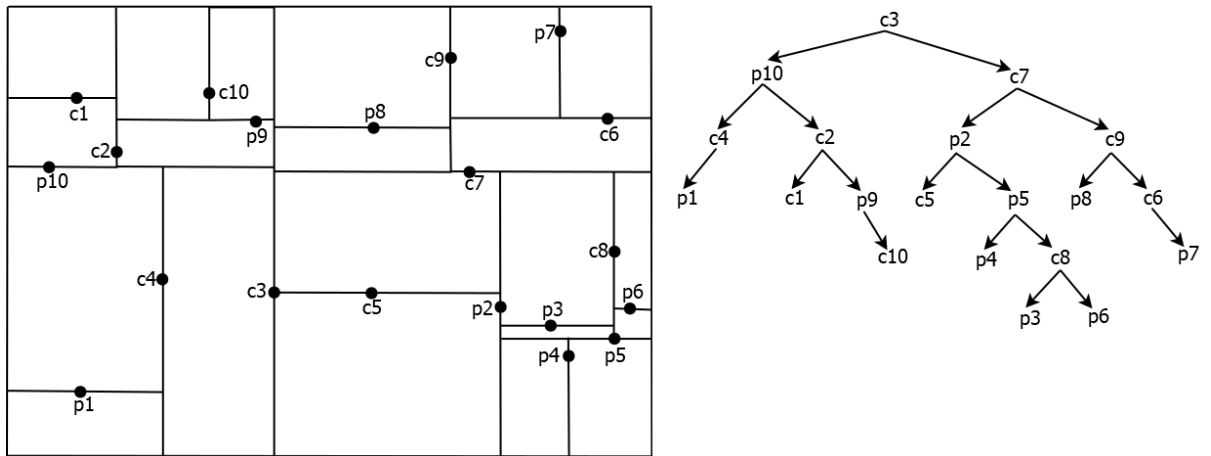 p7
c9
c10
c1
p8
p9
c6
c2
p10
c7
c8
c4
c3
c5
p2
p3
p6
p4
p5
p1
c3
p10 c7
c4 c2 p2 c9
p1 c1 p9 c5 p5 p8 c6
c10 p4 c8 p7
p3 p6